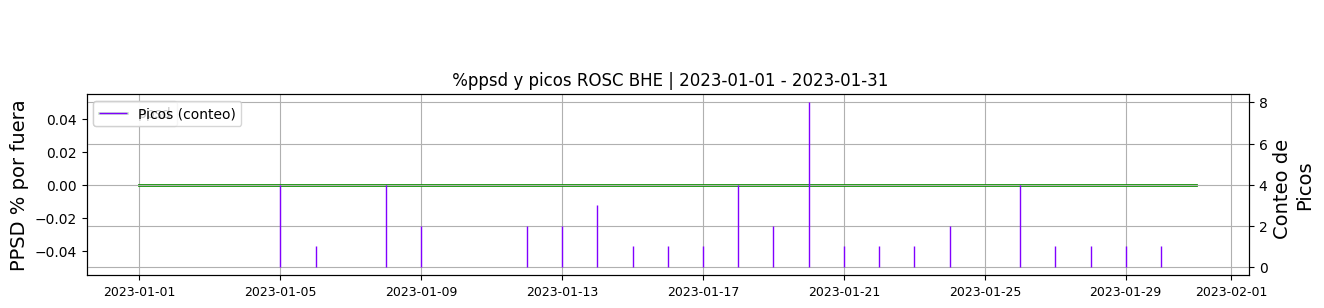 %ppsd y picos ROSC BHE | 2023-01-01 - 2023-01-31
PPSD % por fuera
0.04
0.02
0.00
−0.02
−0.04
Picos (conteo)
8
6
4
2
0
Conteo de
Picos
2023-01-01 2023-01-05 2023-01-09 2023-01-13 2023-01-17 2023-01-21 2023-01-25 2023-01-29 2023-02-01